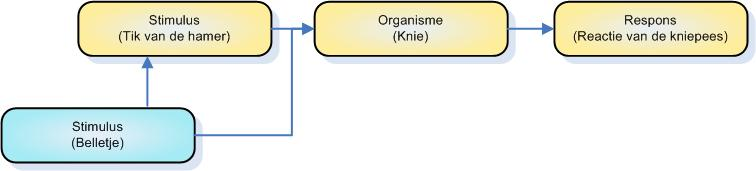 Stimulus
(Tik van de hamer)
Organisme
(Knie)
Respons
(Reactie van de kniepees)
Stimulus
(Belletje)